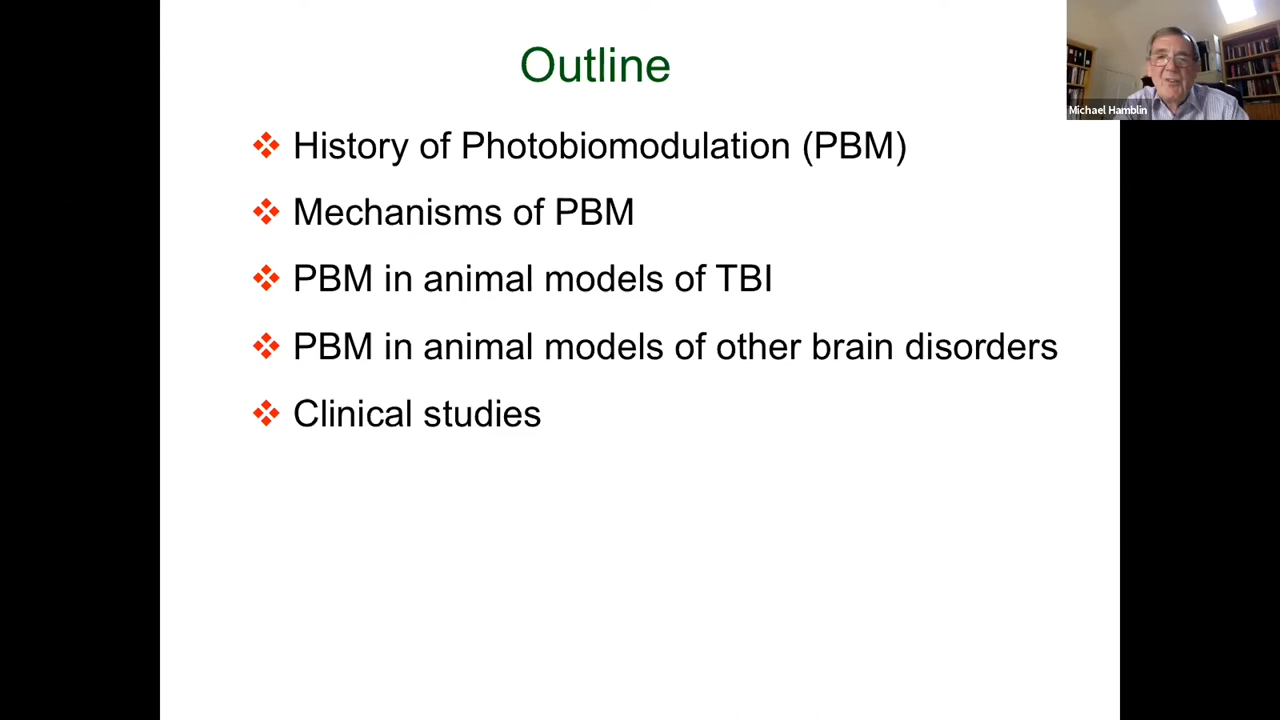 Outline
History of Photobiomodulation (PBM)
Mechanisms of PBM
PBM in animal models of TBI
PBM in animal models of other brain disorders
Clinical studies
Michael Hamblin